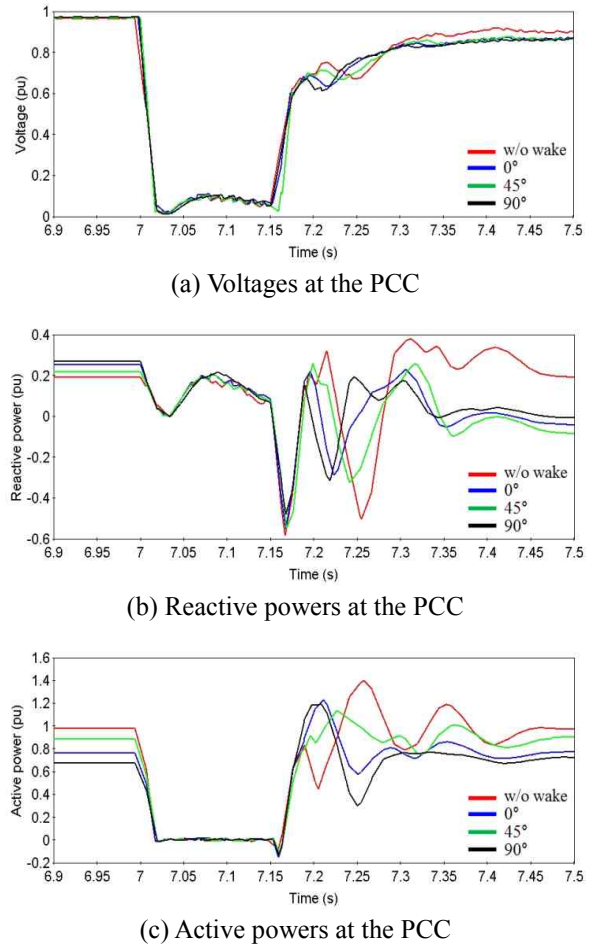 1
0.8
0.6
0.4
0.2
0
Voltage (pu)
w/o wake
0°
45°
90°
6.9 6.95 7 7.05 7.1 7.15 7.2 7.25 7.3 7.35 7.4 7.45 7.5
Time (s)
(a) Voltages at the PCC
0.4
0.2
0
-0.2
-0.4
-0.6
Reactive power (pu)
w/o wake
0°
45°
90°
6.9 6.95 7 7.05 7.1 7.15 7.2 7.25 7.3 7.35 7.4 7.45 7.5
Time (s)
(b) Reactive powers at the PCC
1.6
1.4
1.2
1
0.8
0.6
0.4
0.2
0
-0.2
Active power (pu)
w/o wake
0°
45°
90°
6.9 6.95 7 7.05 7.1 7.15 7.2 7.25 7.3 7.35 7.4 7.45 7.5
Time (s)
(c) Active powers at the PCC